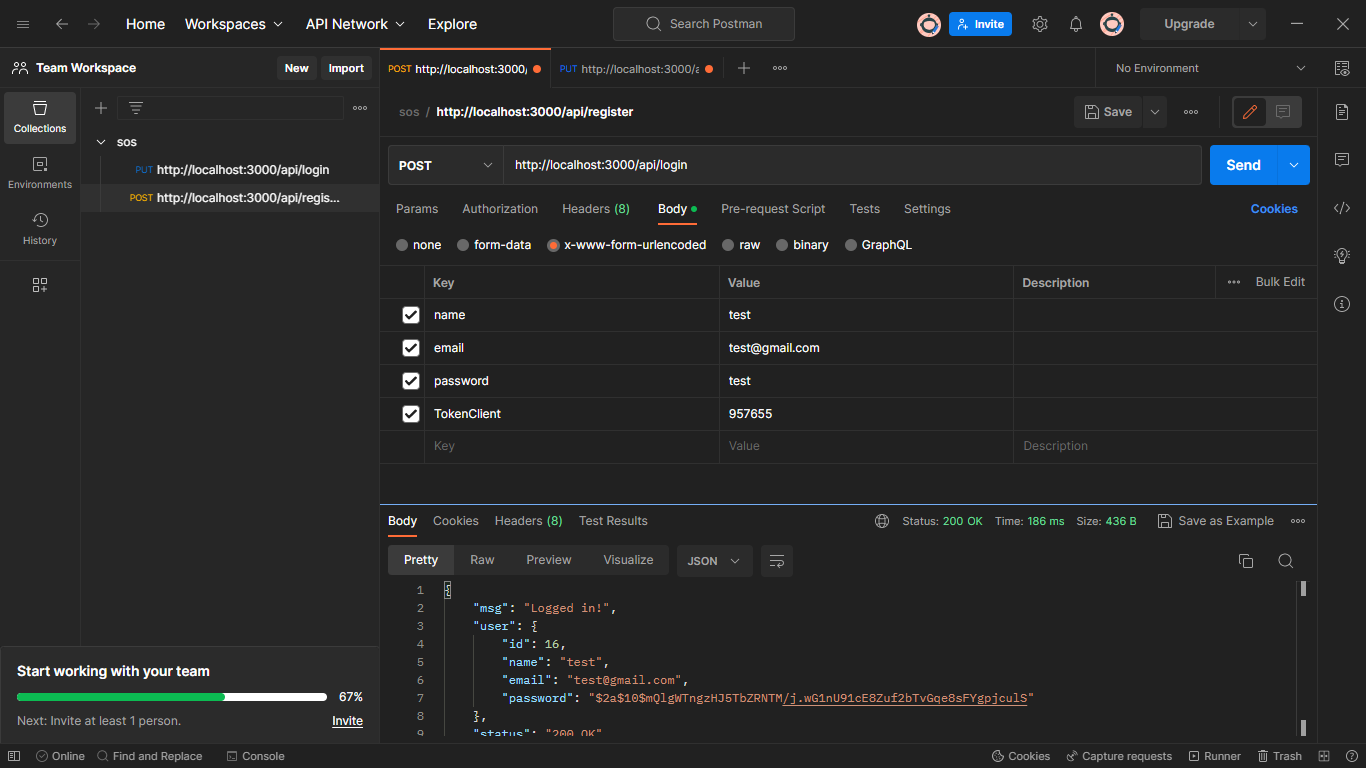 Home Workspaces API Network Explore Search Postman Invite Upgrade
Team Workspace New Import
POST http://localhost:3000/ PUT http://localhost:3000/a No Environment
Collections
Environments
History
sos
PUT http://localhost:3000/api/login
POST http://localhost:3000/api/regis...
sos / http://localhost:3000/api/register Save
POST http://localhost:3000/api/login Send
Params Authorization Headers (8) Body Pre-request Script Tests Settings Cookies
none form-data x-www-form-urlencoded raw binary GraphQL
Key Value Description Bulk Edit
name test
email test@gmail.com
password test
TokenClient 957655
Key Value Description
Body Cookies Headers (8) Test Results Status: 200 OK Time: 186 ms Size: 436 B Save as Example
Pretty Raw Preview Visualize JSON
1 {
2 "msg": "Logged in!",
3 "user": {
4 "id": 16,
5 "name": "test",
6 "email": "test@gmail.com",
7 "password": "$2a$10$mQlgWTngzHJ5TbZRNTM/j.wG1nU91cE8Zuf2bTvGqe8sFYgpjculS"
8 },
9 "status": "200 OK"
Start working with your team
67%
Next: Invite at least 1 person. Invite
Online Find and Replace Console Cookies Capture requests Runner Trash